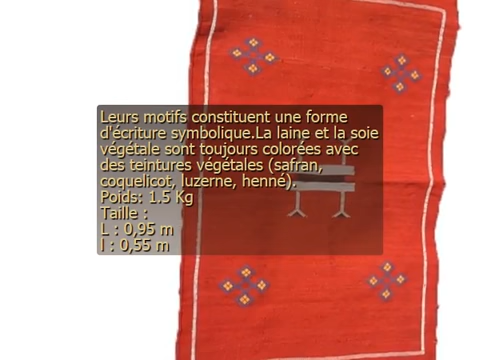 Leurs motifs constituent une forme
d'écriture symbolique.La laine et la soie
végétale sont toujours colorées avec
des teintures végétales (safran,
coquelicot, luzerne, henné).
Poids: 1.5 Kg
Taille :
L : 0,95 m
l : 0,55 m